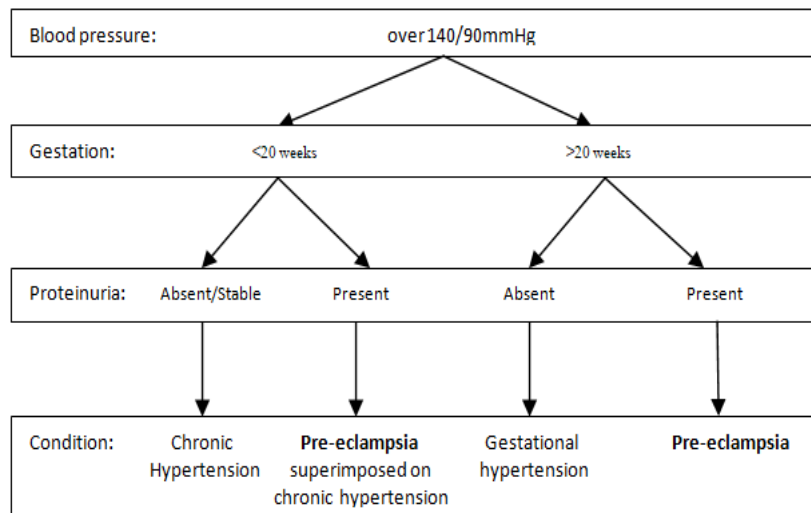 Blood pressure: over 140/90mmHg
Gestation: <20 weeks >20 weeks
Proteinuria: Absent/Stable Present Absent Present
Condition: Chronic Pre-eclampsia Gestational Pre-eclampsia
Hypertension superimposed on hypertension
chronic hypertension